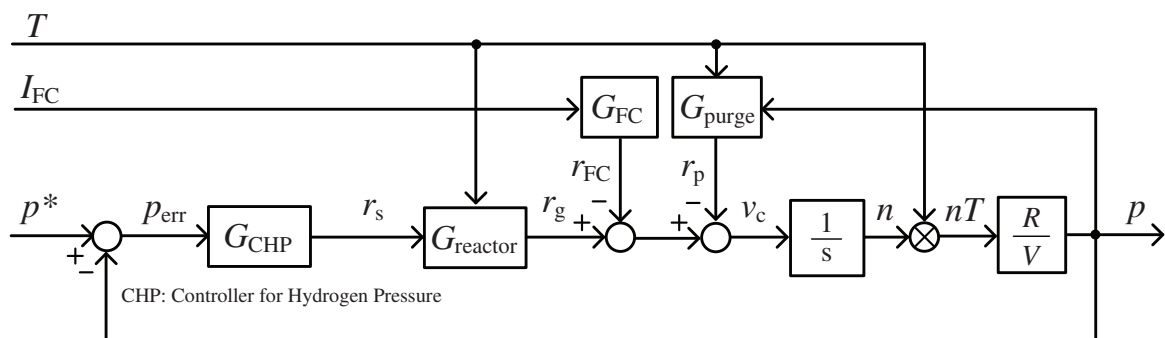 T
I_FC
G_FC
G_purge
r_FC
r_p
p*
+
−
p_err
G_CHP
r_s
G_reactor
r_g
+
−
+
−
v_c
1/s
n
nT
R/V
p
CHP: Controller for Hydrogen Pressure